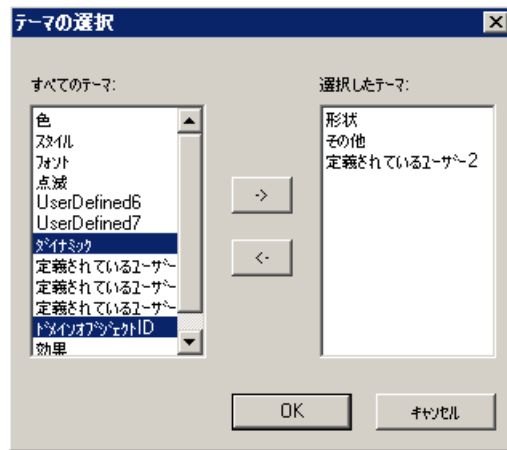 テーマの選択
すべてのテーマ:
色
スタイル
フォント
点滅
UserDefined6
UserDefined7
ダイナミック
定義されているユーザー
定義されているユーザー
定義されているユーザー
ドメインオブジェクトID
効果
->
<-
選択したテーマ:
形状
その他
定義されているユーザー2
OK
キャンセル